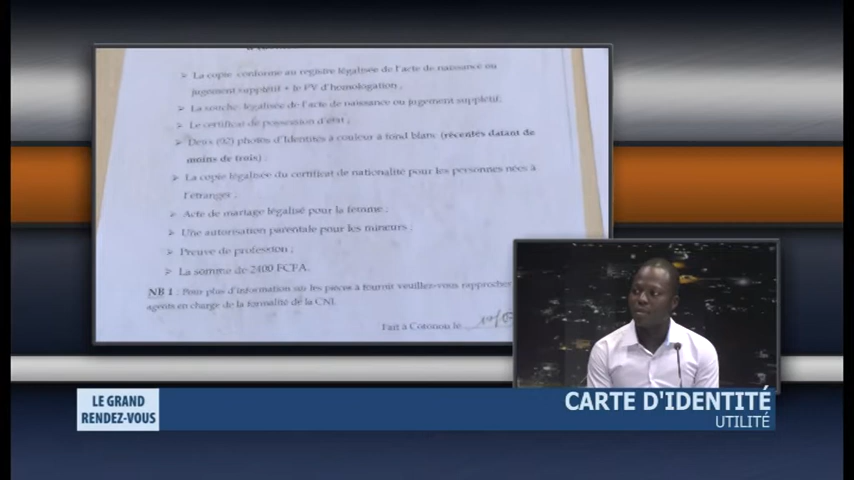 ➢ La copie conforme au registre légalisée de l'acte de naissance ou
jugement supplétif + le PV d'homologation ;
➢ La souche légalisée de l'acte de naissance ou jugement supplétif;
➢ Le certificat de possession d'état ;
➢ Deux (02) photos d'Identités à couleur à fond blanc (récentes datant de
moins de trois) ;
➢ La copie légalisée du certificat de nationalité pour les personnes nées à
l'étranger ;
➢ Acte de mariage légalisé pour la femme ;
➢ Une autorisation parentale pour les mineurs ;
➢ Preuve de profession ;
➢ La somme de 2400 FCFA.
NB 1 : Pour plus d'information sur les pièces à fournir veuillez-vous rapprocher
agents en charge de la formalité de la CNI.
Fait à Cotonou le
LE GRAND
RENDEZ-VOUS
CARTE D'IDENTITÉ
UTILITÉ